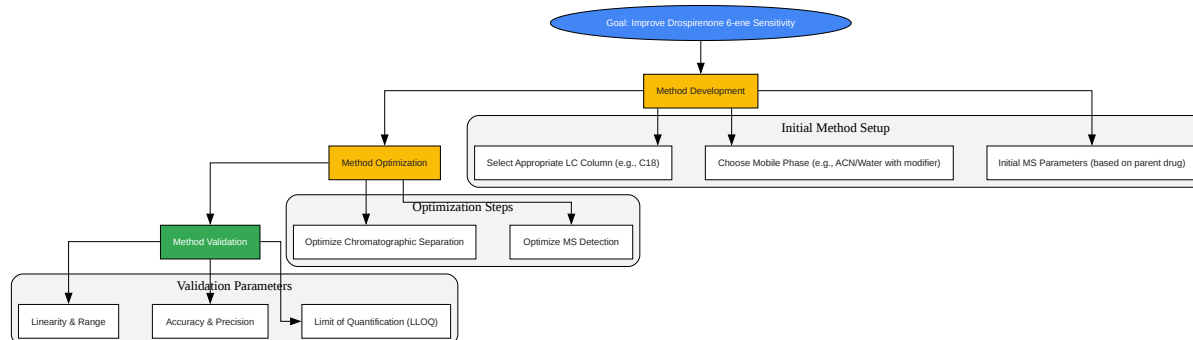 Goal: Improve Drospirenone 6-ene Sensitivity
Method Development
Initial Method Setup
Select Appropriate LC Column (e.g., C18)
Choose Mobile Phase (e.g., ACN/Water with modifier)
Initial MS Parameters (based on parent drug)
Method Optimization
Optimization Steps
Optimize Chromatographic Separation
Optimize MS Detection
Method Validation
Validation Parameters
Linearity & Range
Accuracy & Precision
Limit of Quantification (LLOQ)